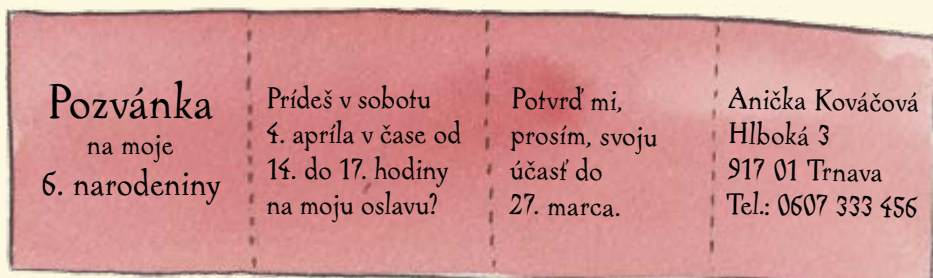 Pozvánka
na moje
6. narodeniny
Prídeš v sobotu
4. apríla v čase od
14. do 17. hodiny
na moju oslavu?
Potvrď mi,
prosím, svoju
účasť do
27. marca.
Anička Kováčová
Hlboká 3
917 01 Trnava
Tel.: 0607 333 456